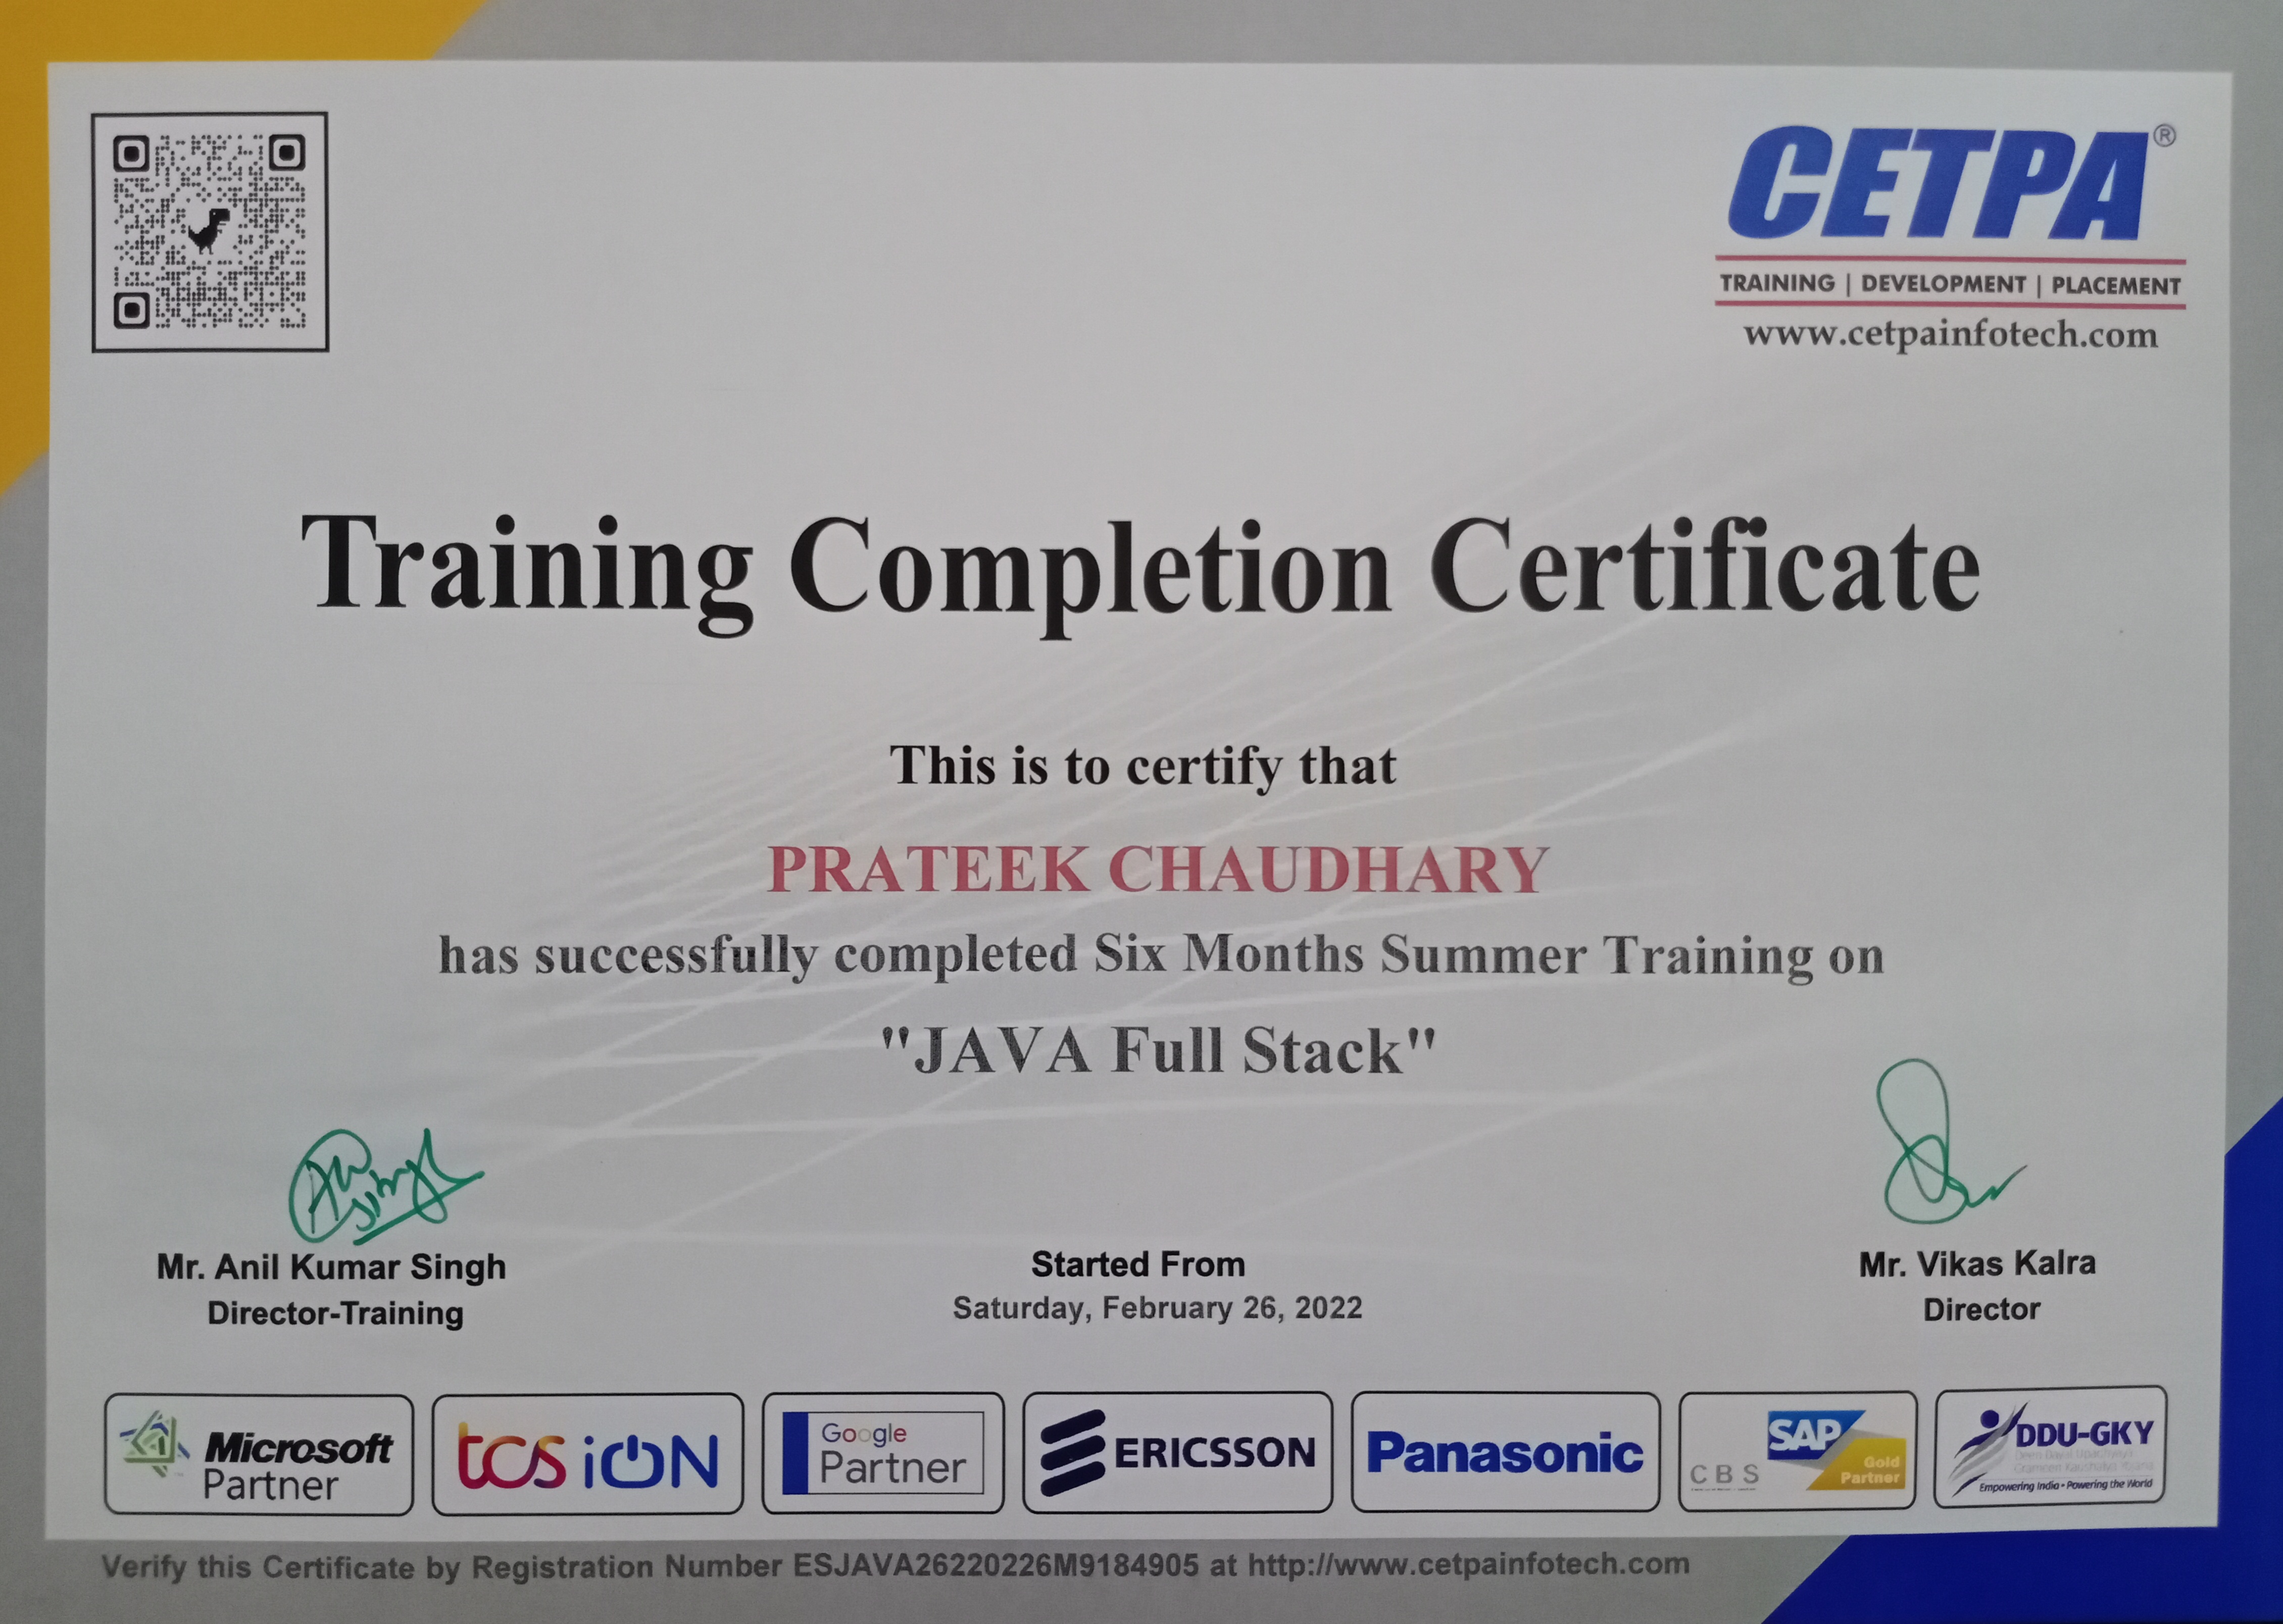 CETPA®
TRAINING | DEVELOPMENT | PLACEMENT
www.cetpainfotech.com
Training Completion Certificate
This is to certify that
PRATEEK CHAUDHARY
has successfully completed Six Months Summer Training on
"JAVA Full Stack"
Mr. Anil Kumar Singh
Director-Training
Started From
Saturday, February 26, 2022
Mr. Vikas Kalra
Director
Microsoft
Partner
tcs iON
Google
Partner
ERICSSON
Panasonic
CBS
SAP
Gold
Partner
DDU-GKY
Empowering India • Powering the World
Verify this Certificate by Registration Number ESJAVA26220226M9184905 at http://www.cetpainfotech.com